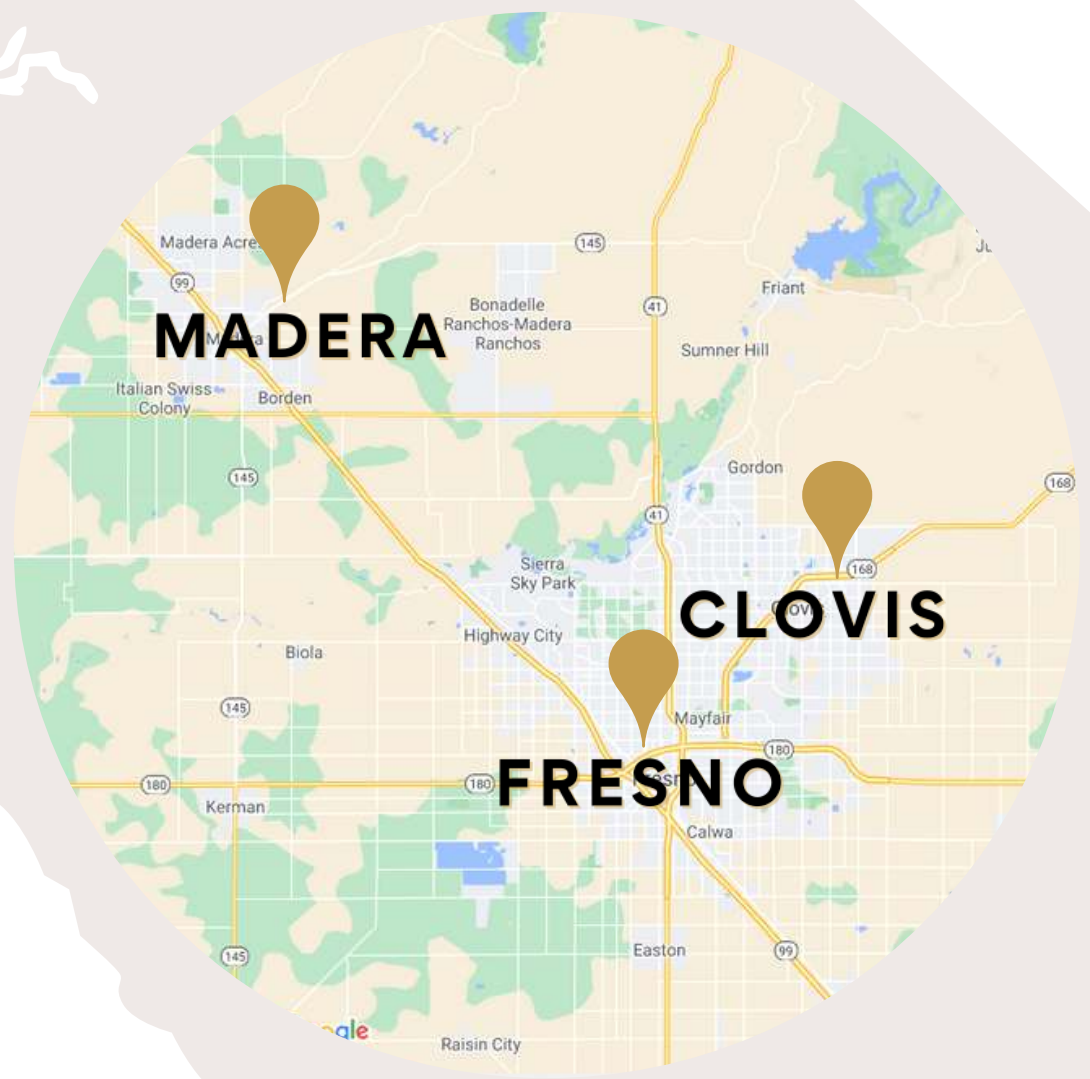 Madera Acre
145
99
Friant
Bonadelle
Ranchos-Madera
Ranchos
41
MADERA
Sumner Hill
Italian Swiss
Colony
Borden
Gordon
145
168
41
Sierra
Sky Park
168
CLOVIS
Highway City
Biola
145
Mayfair
180
FRESNO
180
180
Kerman
Calwa
Easton
99
145
gle
Raisin City